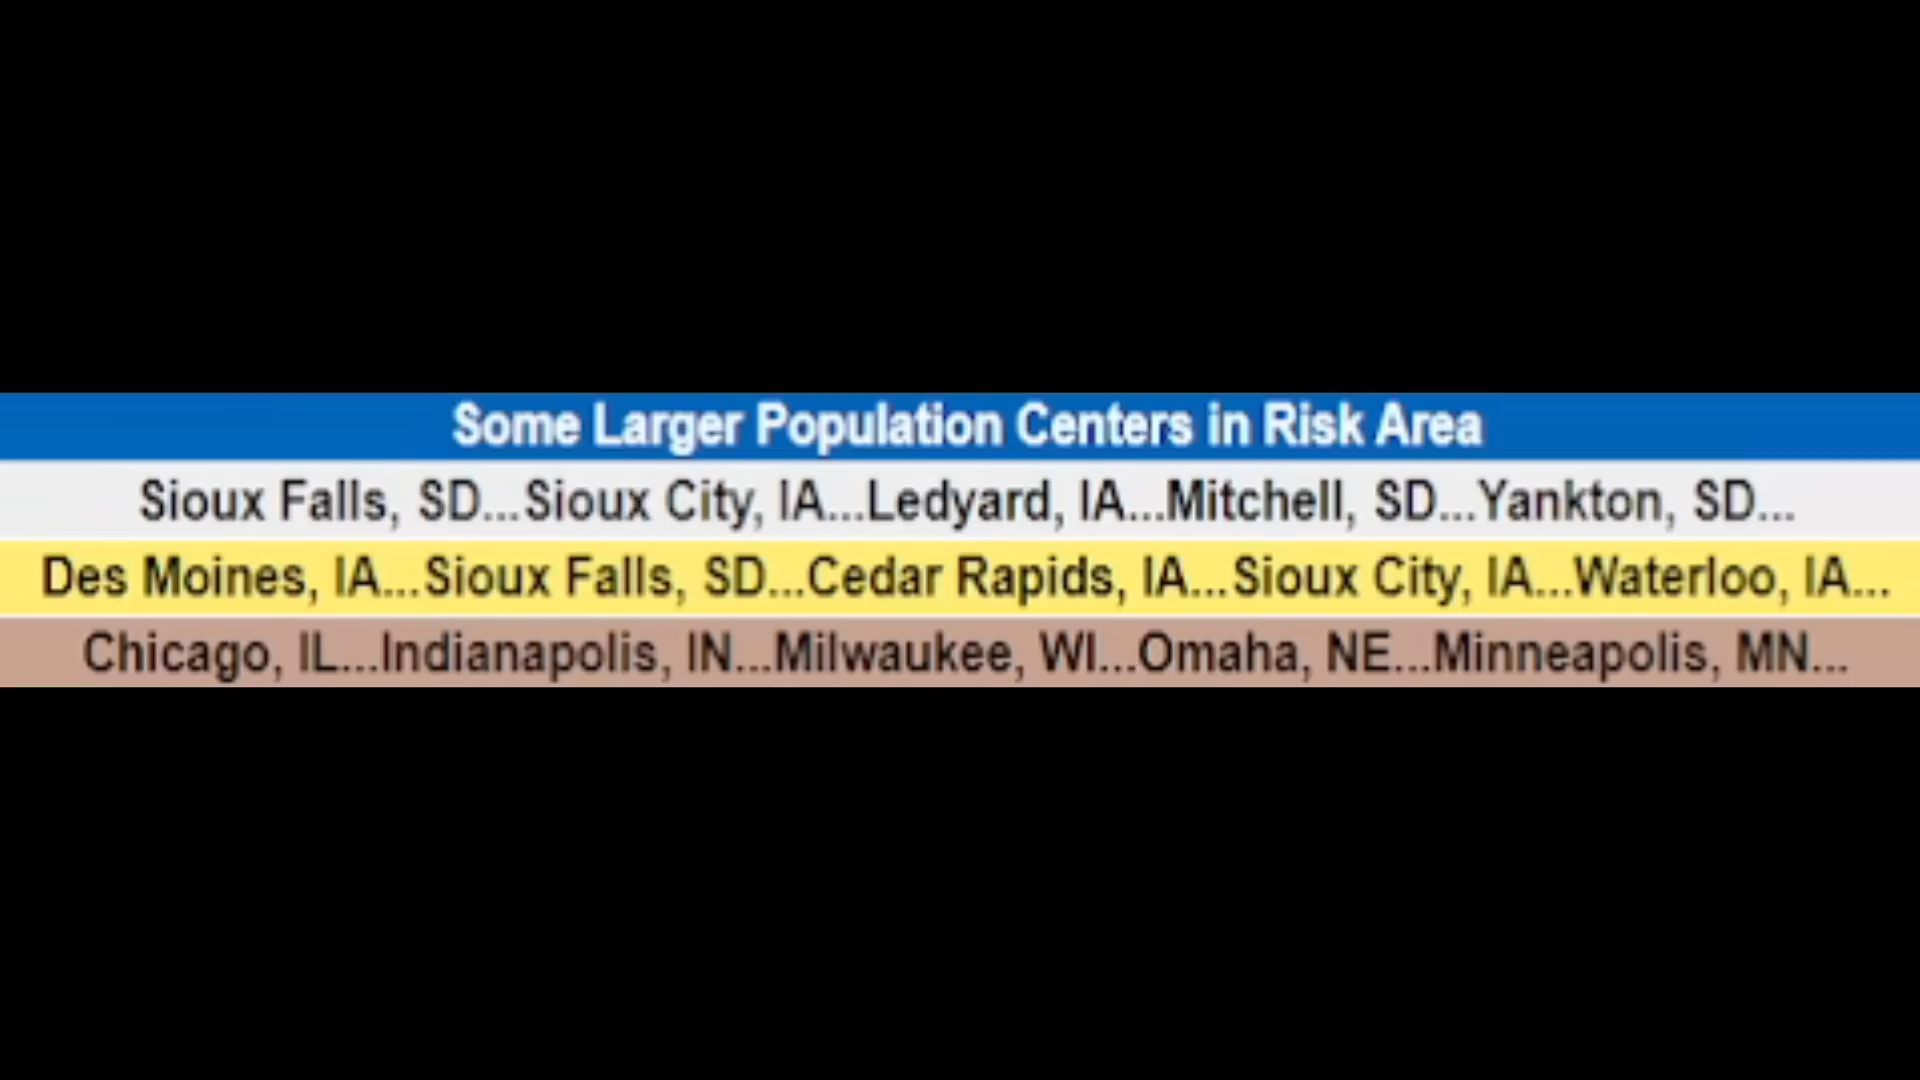 Some Larger Population Centers in Risk Area
Sioux Falls, SD...Sioux City, IA...Ledyard, IA...Mitchell, SD...Yankton, SD...
Des Moines, IA...Sioux Falls, SD...Cedar Rapids, IA...Sioux City, IA...Waterloo, IA...
Chicago, IL...Indianapolis, IN...Milwaukee, WI...Omaha, NE...Minneapolis, MN...